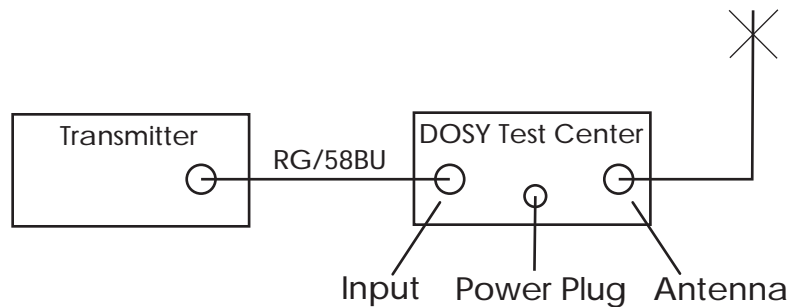 Transmitter
RG/58BU
DOSY Test Center
Input
Power Plug
Antenna